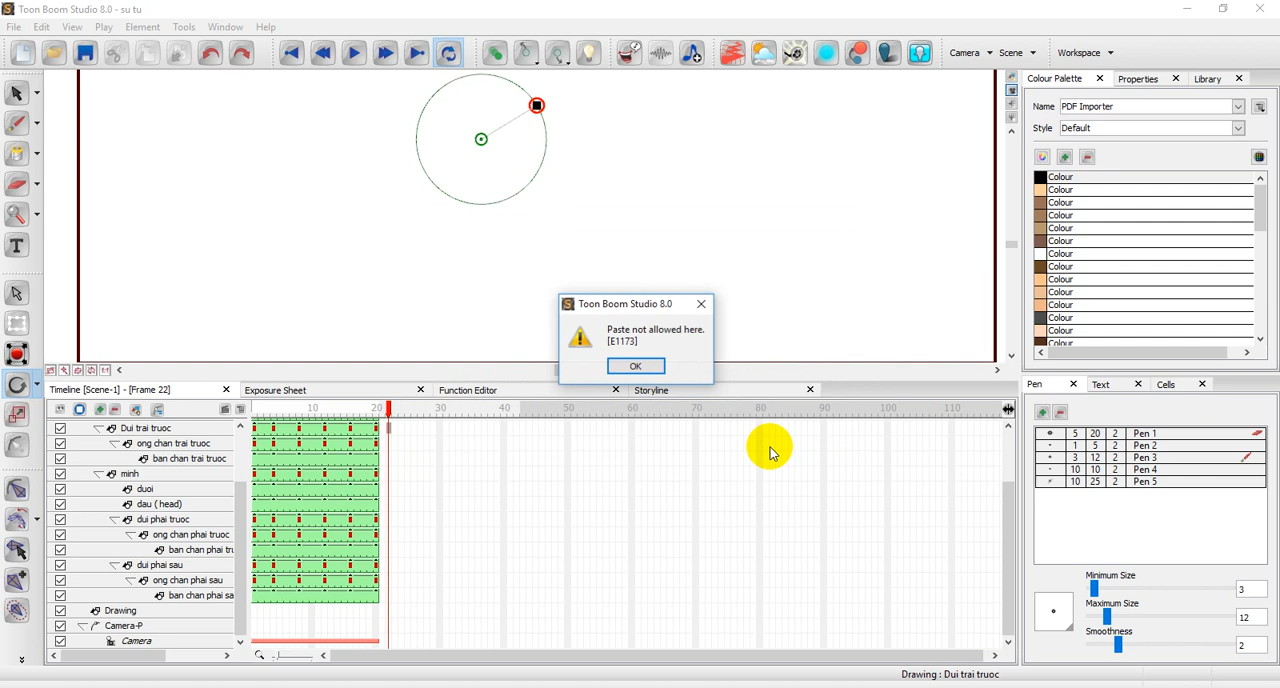 Toon Boom Studio 8.0 - su tu
File Edit View Play Element Tools Window Help
Camera Scene Workspace
Colour Palette Properties Library
Name PDF Importer
Style Default
Colour
Colour
Colour
Colour
Colour
Colour
Colour
Colour
Colour
Colour
Colour
Colour
Colour
Colour
Toon Boom Studio 8.0
Paste not allowed here.
[E1173]
OK
Timeline [Scene-1] - [Frame 22] Exposure Sheet Function Editor Storyline
10 20 30 40 50 60 70 80 90 100 110
Dui trai truoc
ong chan trai truoc
ban chan trai truoc
minh
duoi
dau ( head)
dui phai truoc
ong chan phai truoc
ban chan phai tru
dui phai sau
ong chan phai sau
ban chan phai sa
Drawing
Camera-P
Camera
Pen Text Cells
5 20 2 Pen 1
1 5 2 Pen 2
3 12 2 Pen 3
10 10 2 Pen 4
10 25 2 Pen 5
Minimum Size
3
Maximum Size
12
Smoothness
2
Drawing : Dui trai truoc